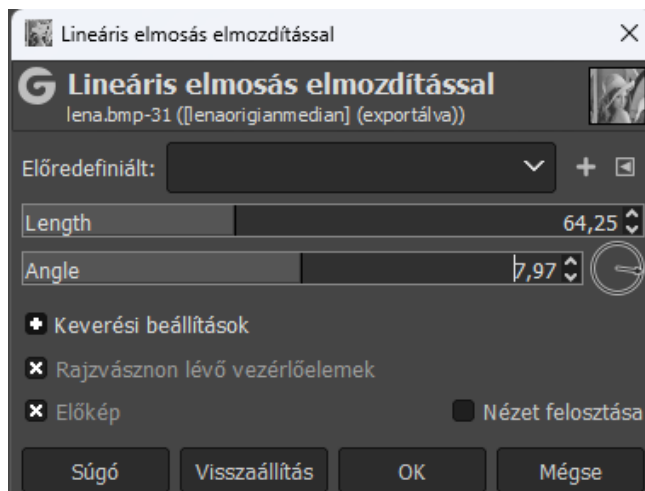 Lineáris elmosás elmozdítással
Lineáris elmosás elmozdítással
lena.bmp-31 ([lenaorigianmedian] (exportálva))
Előredefiniált:
Length 64,25
Angle 7,97
Keverési beállítások
Rajzvásznon lévő vezérlőelemek
Előkép Nézet felosztása
Súgó Visszaállítás OK Mégse